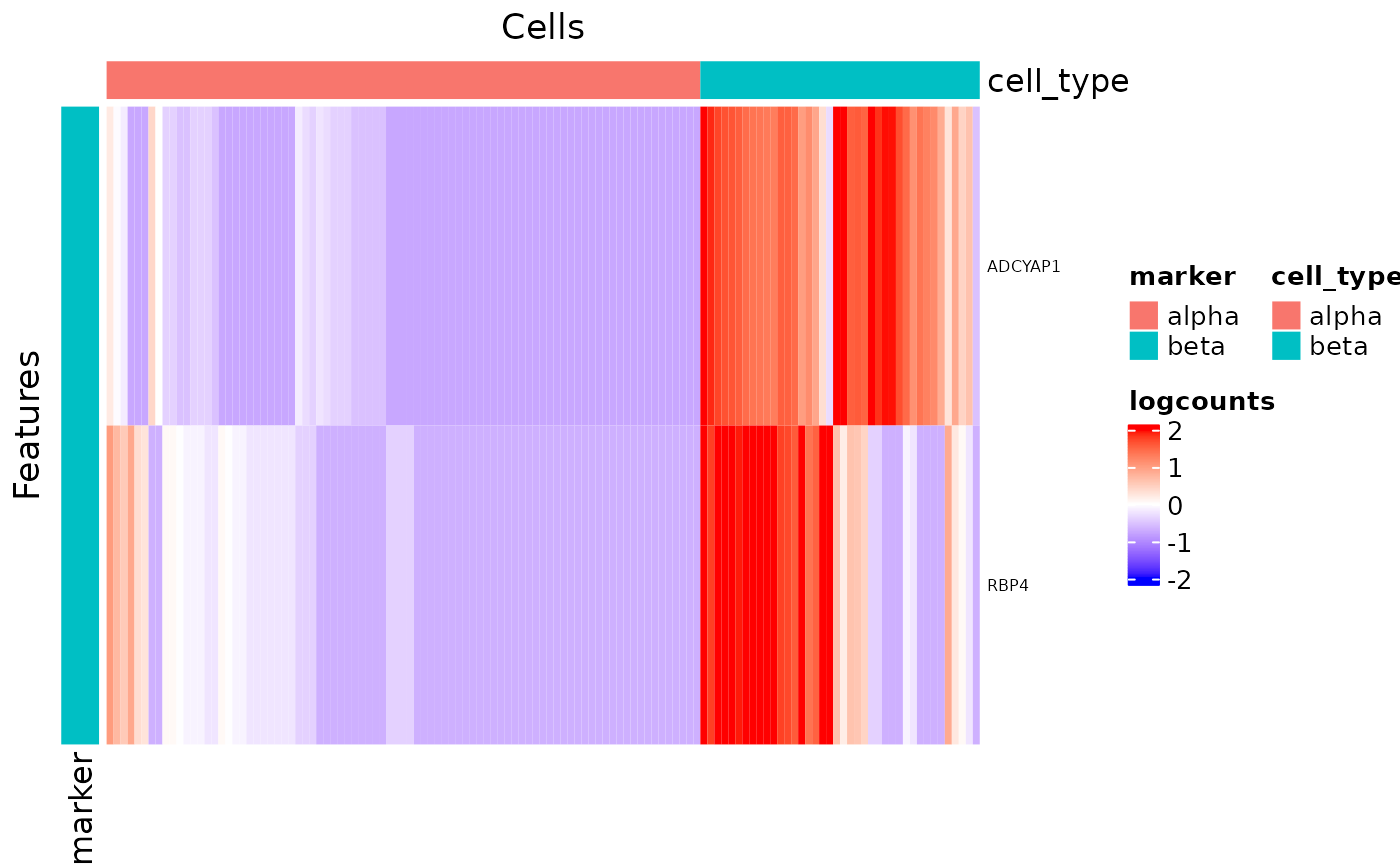 Cells
cell_type
ADCYAP1
RBP4
Features
marker
marker
alpha
beta
cell_type
alpha
beta
logcounts
2
1
0
-1
-2